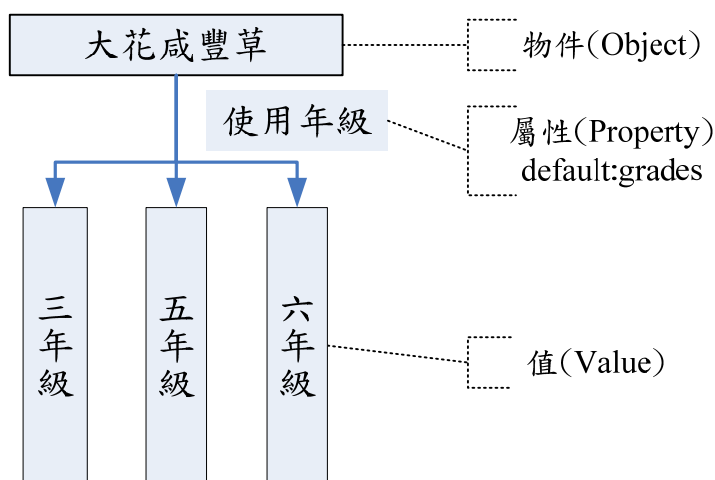 大花咸豐草
物件(Object)
使用年級
屬性(Property)
default:grades
三年級
五年級
六年級
值(Value)